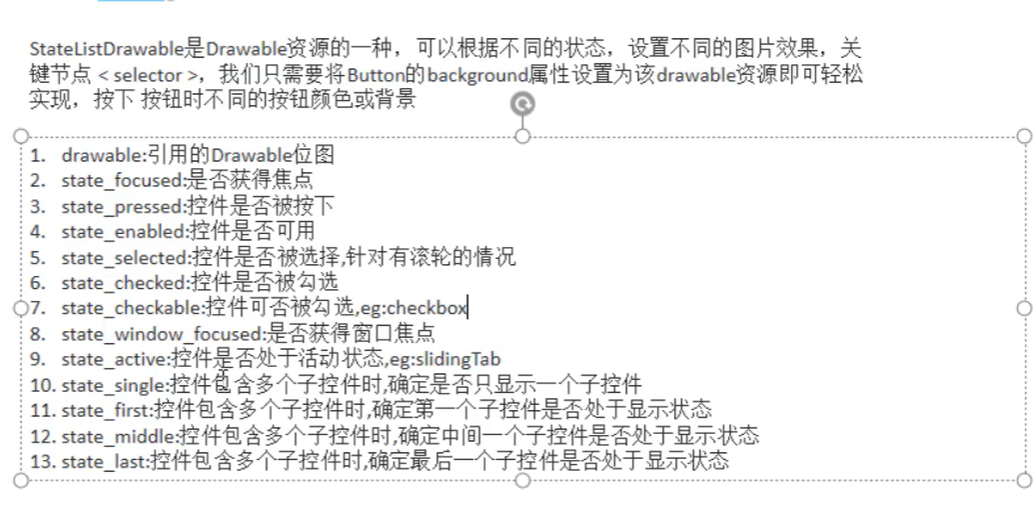 StateListDrawable是Drawable资源的一种，可以根据不同的状态，设置不同的图片效果，关
键节点＜selector＞，我们只需要将Button的background属性设置为该drawable资源即可轻松
实现，按下 按钮时不同的按钮颜色或背景
1. drawable:引用的Drawable位图
2. state_focused:是否获得焦点
3. state_pressed:控件是否被按下
4. state_enabled:控件是否可用
5. state_selected:控件是否被选择,针对有滚轮的情况
6. state_checked:控件是否被勾选
7. state_checkable:控件可否被勾选,eg:checkbox
8. state_window_focused:是否获得窗口焦点
9. state_active:控件是否处于活动状态,eg:slidingTab
10. state_single:控件包含多个子控件时,确定是否只显示一个子控件
11. state_first:控件包含多个子控件时,确定第一个子控件是否处于显示状态
12. state_middle:控件包含多个子控件时,确定中间一个子控件是否处于显示状态
13. state_last:控件包含多个子控件时,确定最后一个子控件是否处于显示状态